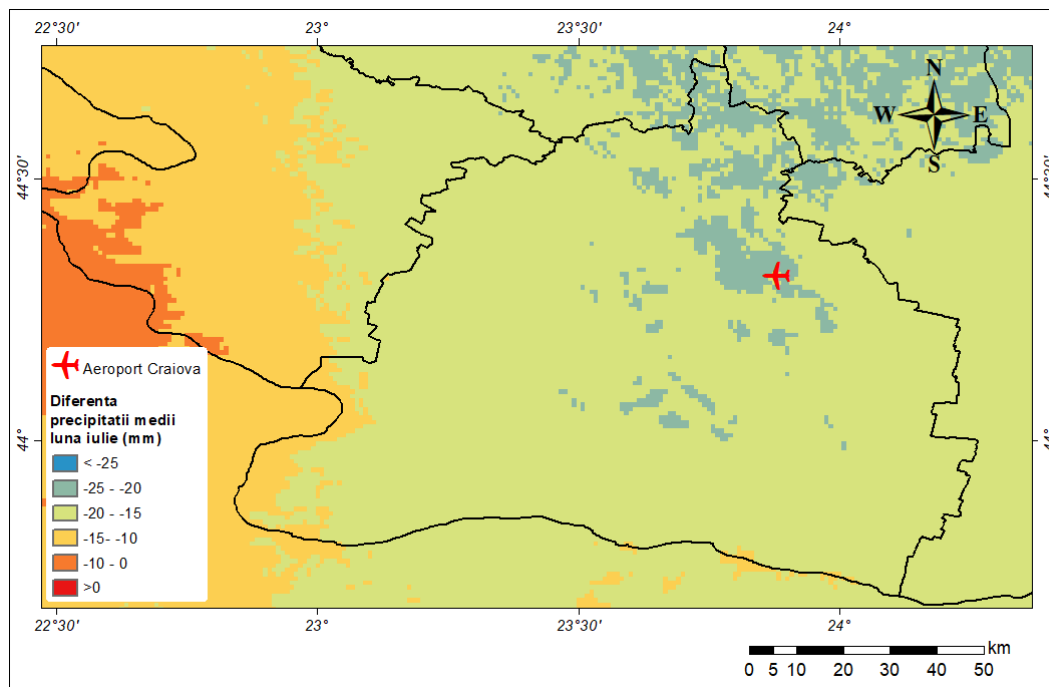 22°30' 23° 23°30' 24°
N
W E
S
44°30' 44°30'
44° 44°
Aeroport Craiova
Diferenta
precipitatii medii
luna iulie (mm)
< -25
-25 - -20
-20 - -15
-15- -10
-10 - 0
>0
22°30' 23° 23°30' 24°
km
0 5 10 20 30 40 50